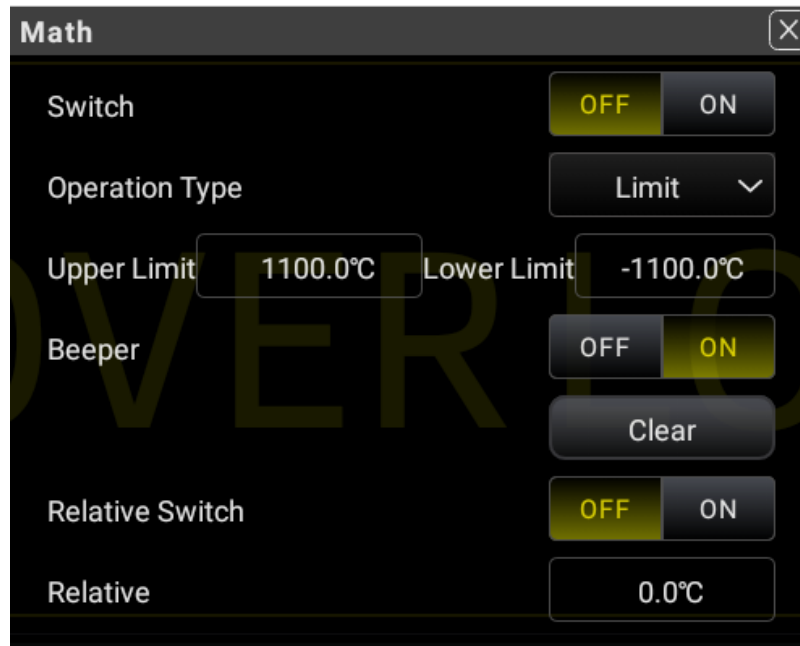 Math
Switch OFF ON
Operation Type Limit
Upper Limit 1100.0℃ Lower Limit -1100.0℃
Beeper OFF ON
Clear
Relative Switch OFF ON
Relative 0.0℃